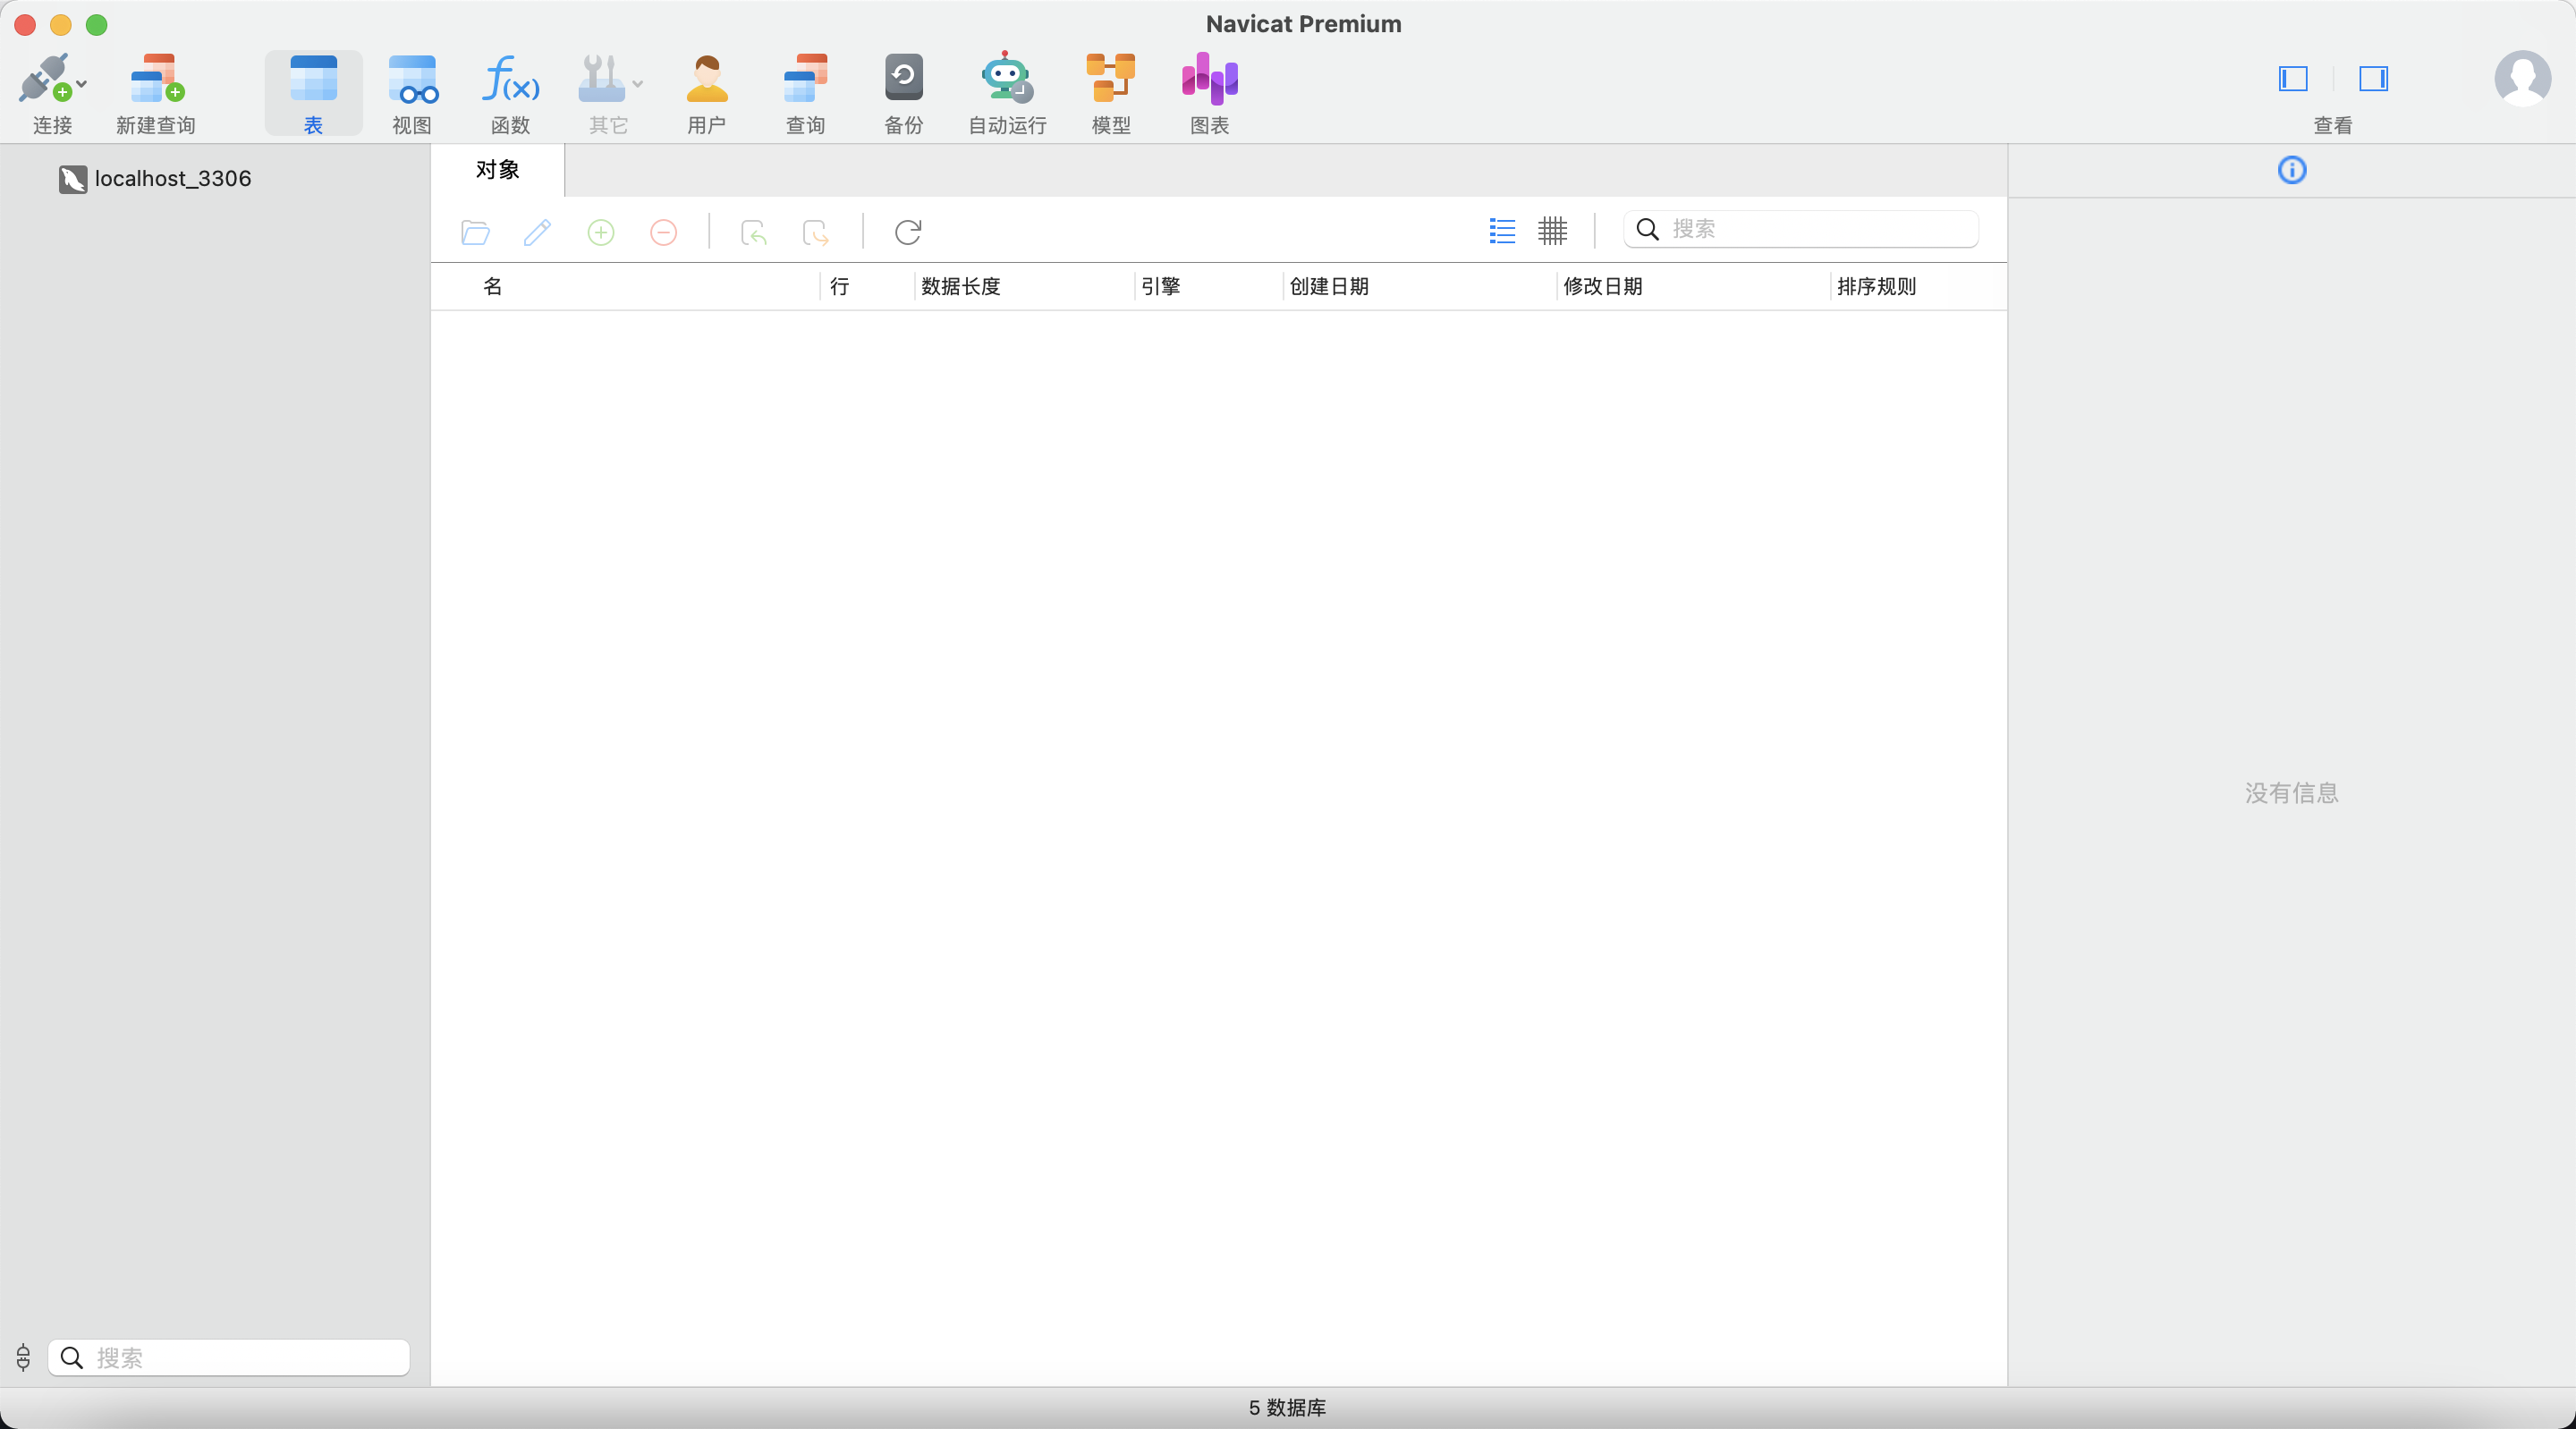 Navicat Premium
连接
新建查询
表
视图
函数
其它
用户
查询
备份
自动运行
模型
图表
查看
localhost_3306
对象
搜索
名
行
数据长度
引擎
创建日期
修改日期
排序规则
没有信息
搜索
5 数据库